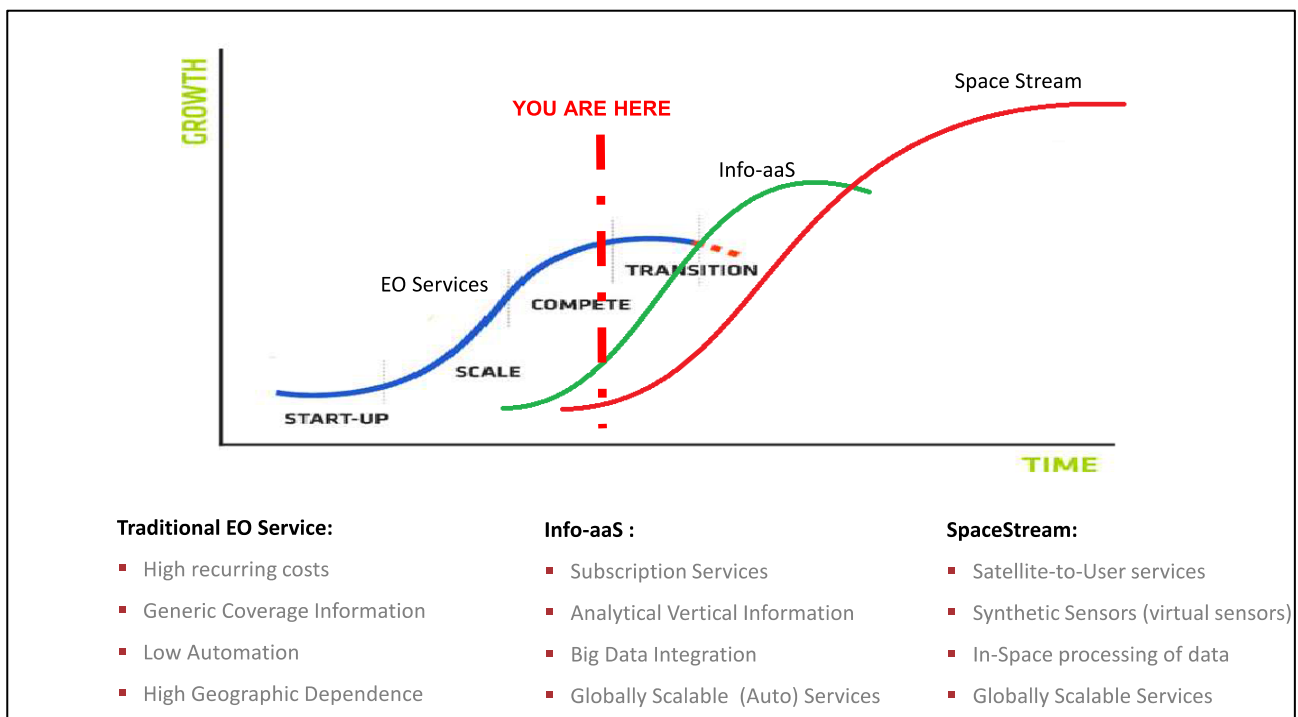 GROWTH
Space Stream
YOU ARE HERE
Info-aaS
EO Services
TRANSITION
COMPETE
SCALE
START-UP
TIME
Traditional EO Service:
▪ High recurring costs
▪ Generic Coverage Information
▪ Low Automation
▪ High Geographic Dependence
Info-aaS :
▪ Subscription Services
▪ Analytical Vertical Information
▪ Big Data Integration
▪ Globally Scalable (Auto) Services
SpaceStream:
▪ Satellite-to-User services
▪ Synthetic Sensors (virtual sensors)
▪ In-Space processing of data
▪ Globally Scalable Services